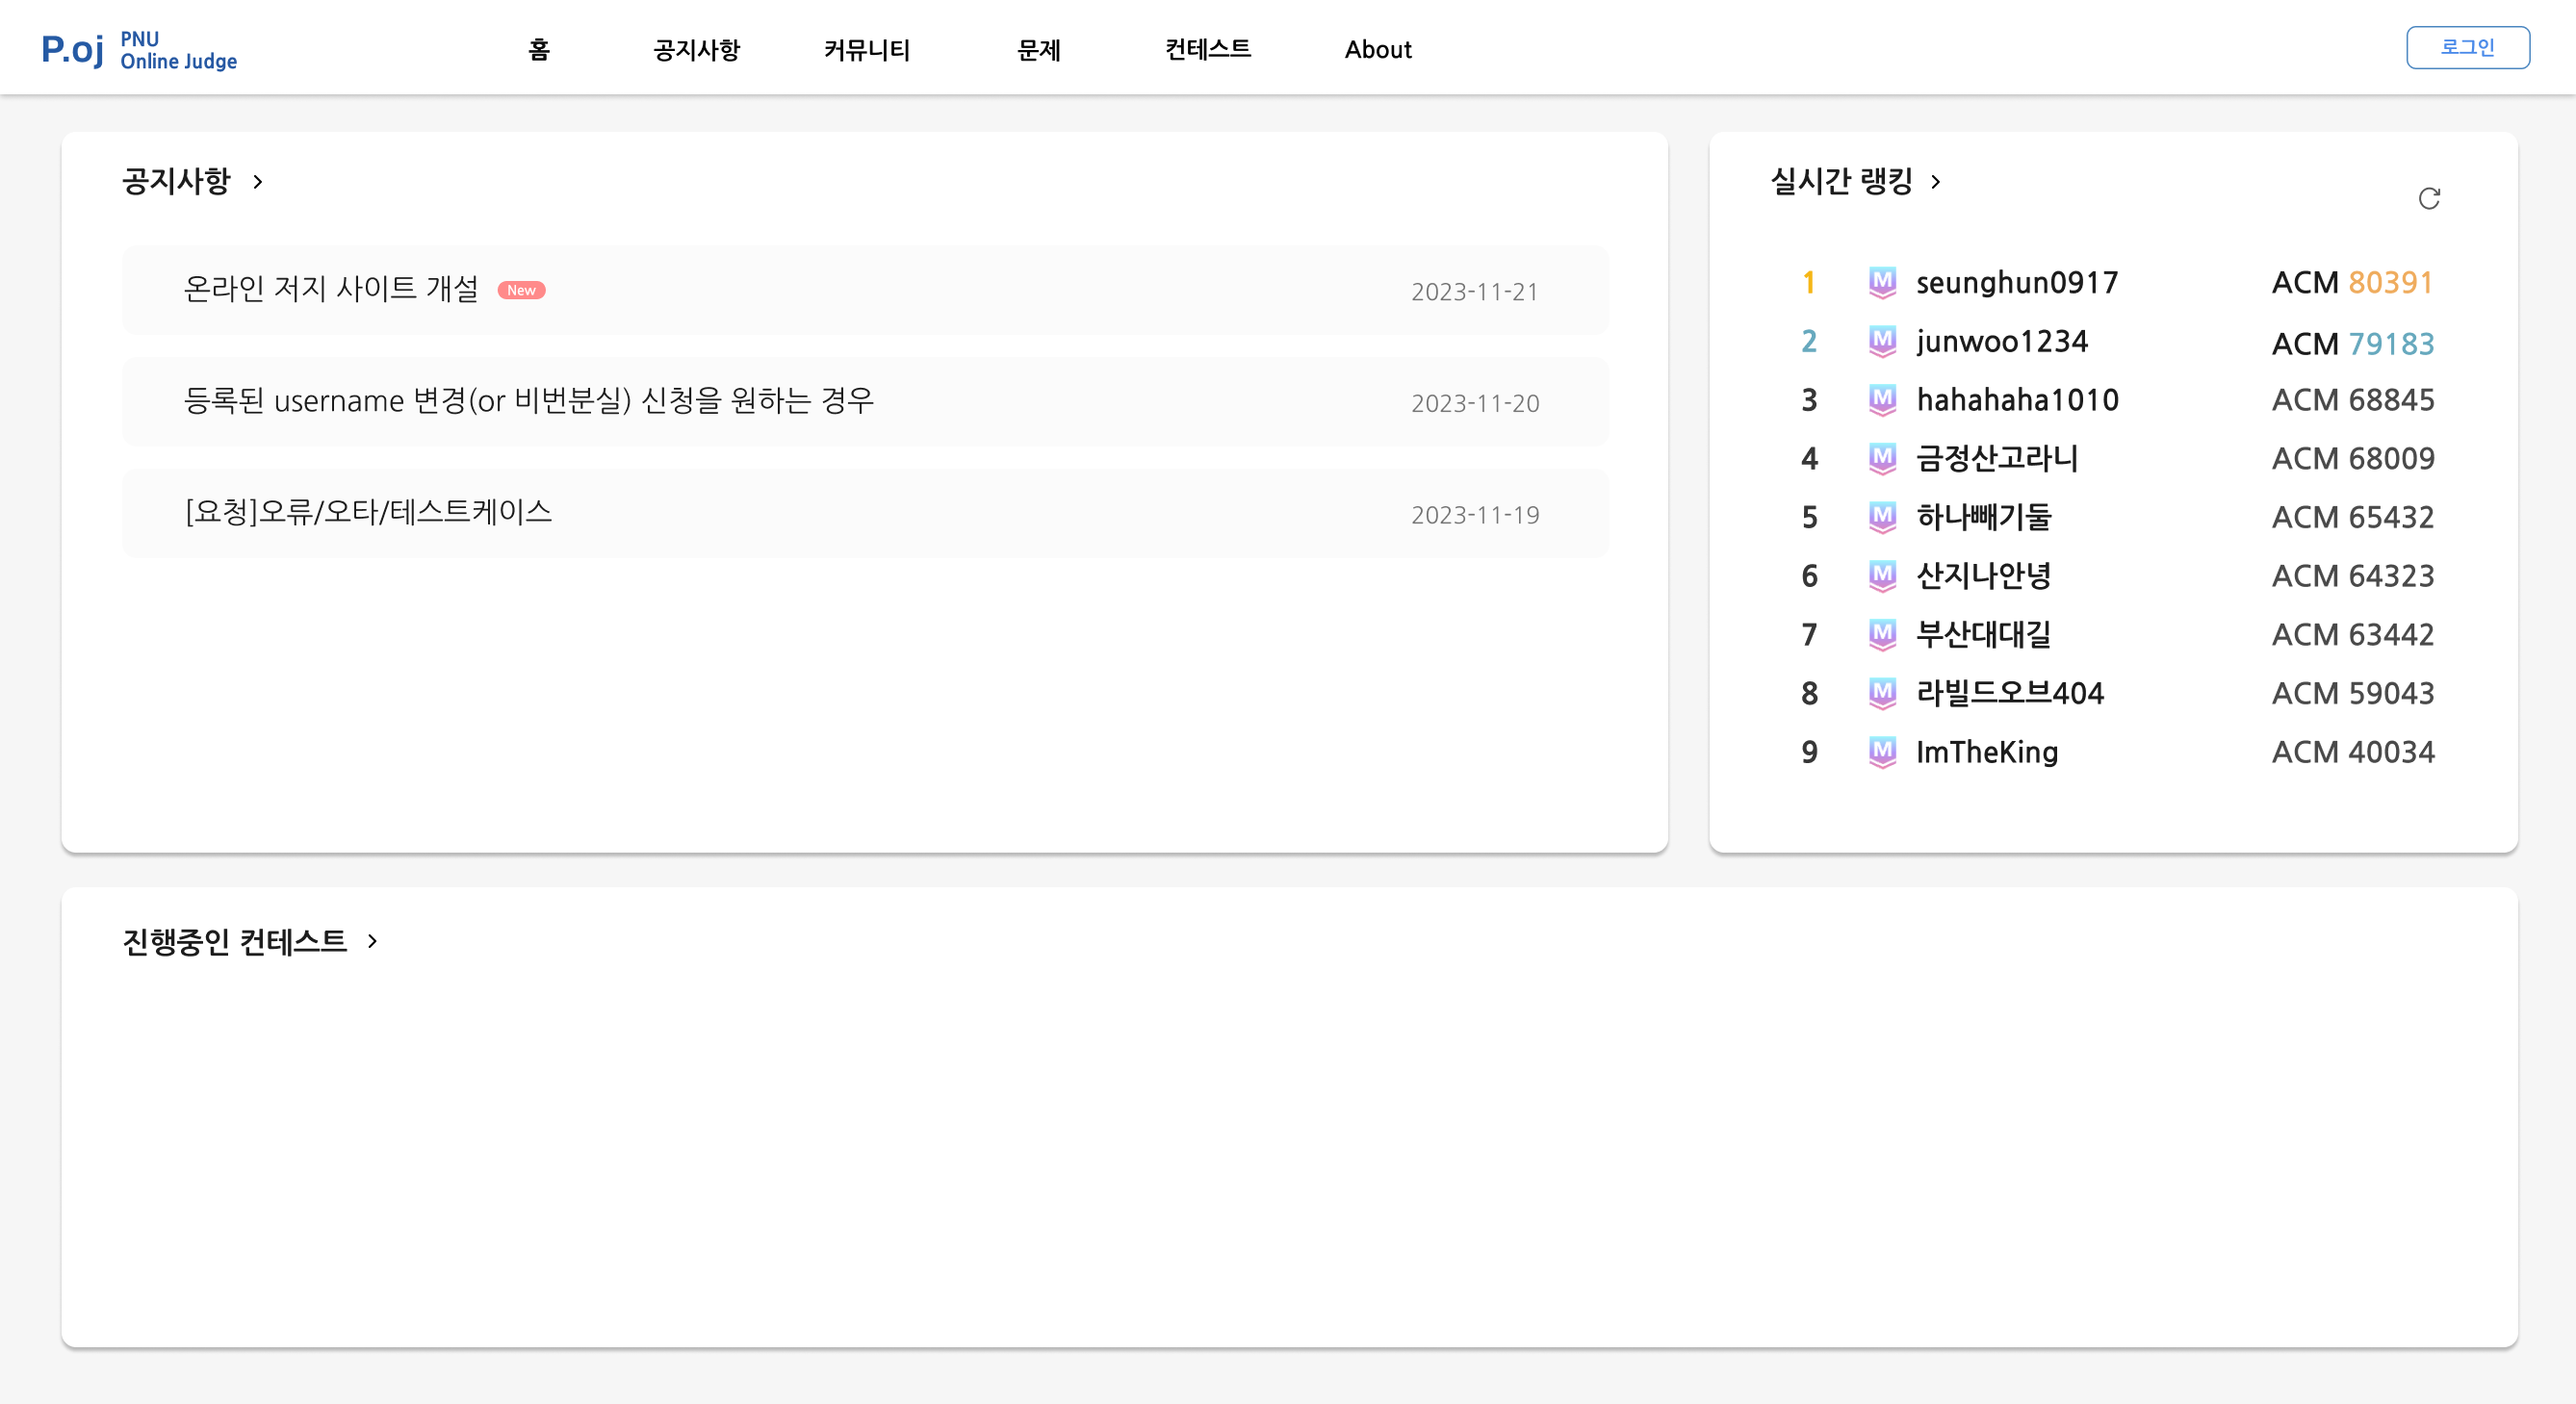 P.oj PNU
Online Judge
홈 공지사항 커뮤니티 문제 컨테스트 About
로그인
공지사항 >
온라인 저지 사이트 개설 New 2023-11-21
등록된 username 변경(or 비번분실) 신청을 원하는 경우 2023-11-20
[요청]오류/오타/테스트케이스 2023-11-19
실시간 랭킹 >
1 M seunghun0917 ACM 80391
2 M junwoo1234 ACM 79183
3 M hahahaha1010 ACM 68845
4 M 금정산고라니 ACM 68009
5 M 하나빼기둘 ACM 65432
6 M 산지나안녕 ACM 64323
7 M 부산대대길 ACM 63442
8 M 라빌드오브404 ACM 59043
9 M ImTheKing ACM 40034
진행중인 컨테스트 >